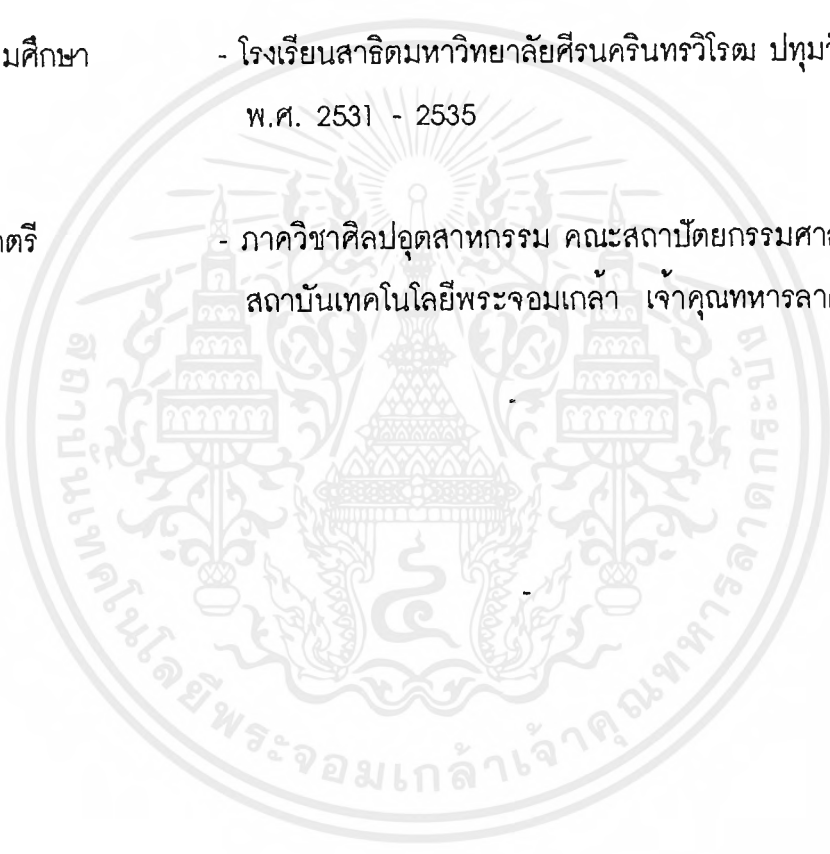 มศึกษา - โรงเรียนสาธิตมหาวิทยาลัยศรีนครินทรวิโรฒ ปทุมวั
พ.ศ. 2531 - 2535
าตรี - ภาควิชาศิลปอุตสาหกรรม คณะสถาปัตยกรรมศา
สถาบันเทคโนโลยีพระจอมเกล้า เจ้าคุณทหารลา
สถาบันเทคโนโลยีพระจอมเกล้าเจ้าคุณทหารลาดกระบัง